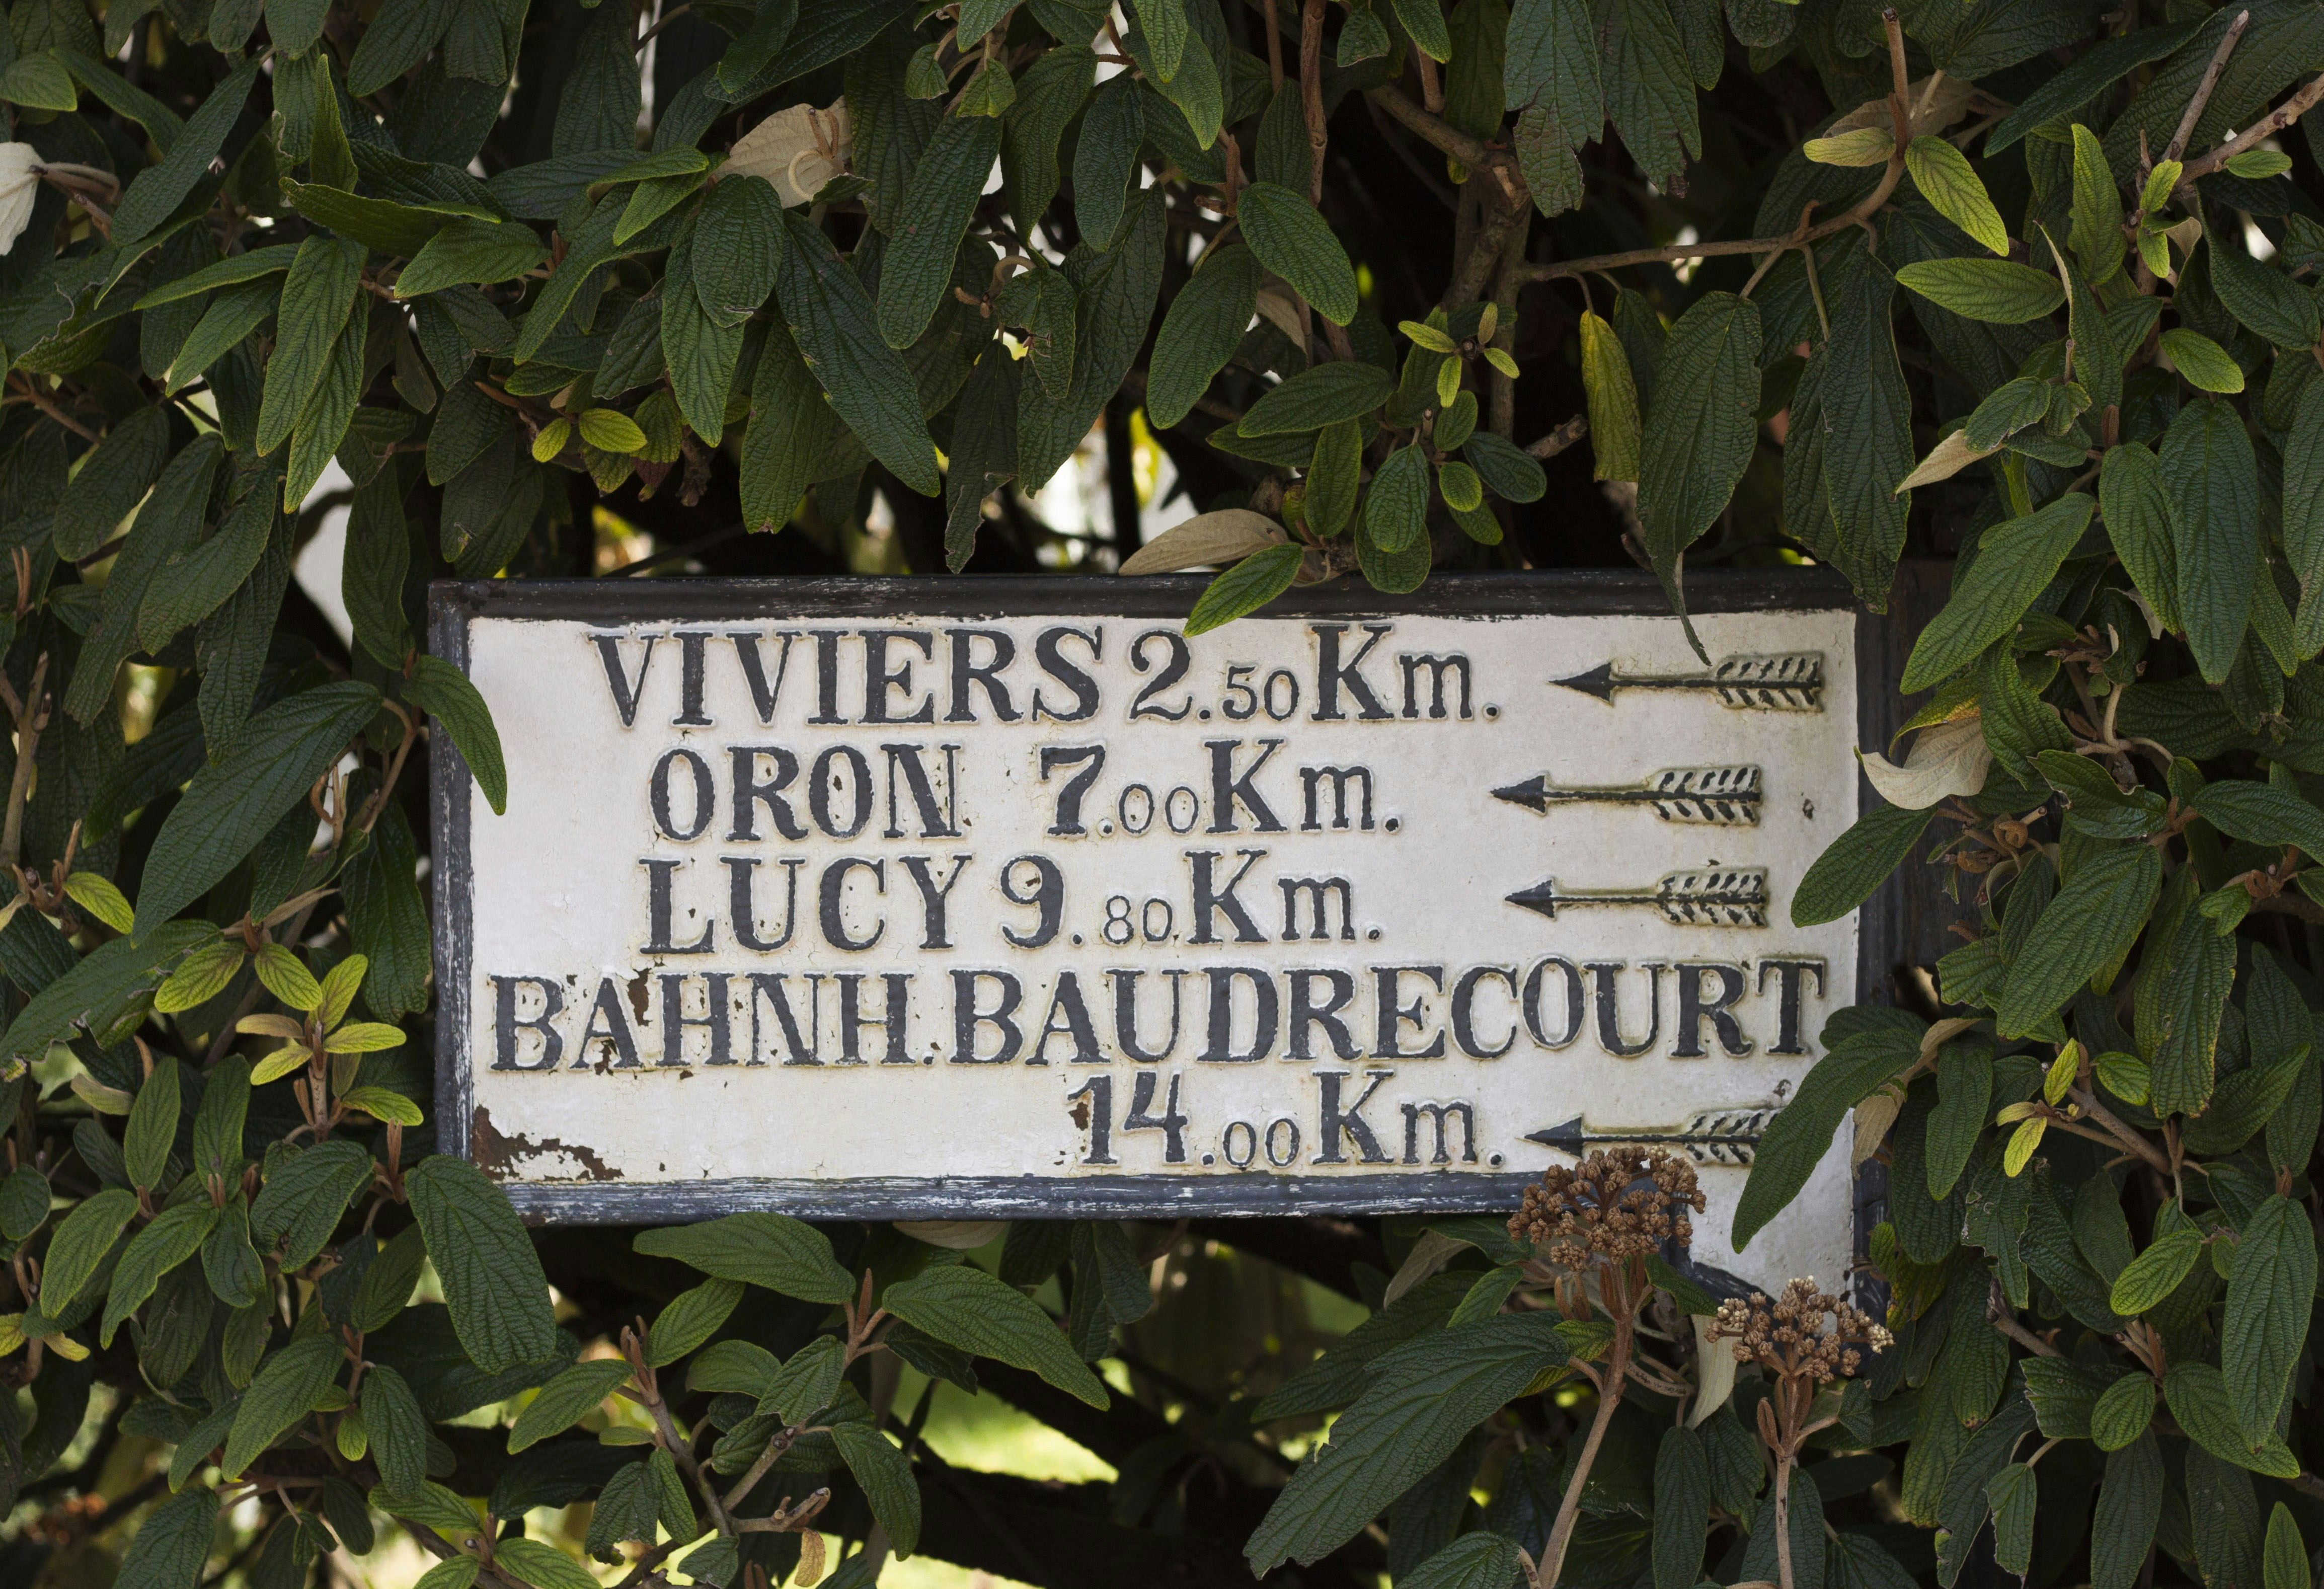 VIVIERS 2.50 Km.
ORON 7.00 Km.
LUCY 9.80 Km.
BAHNH. BAUDRECOURT
14.00 Km.